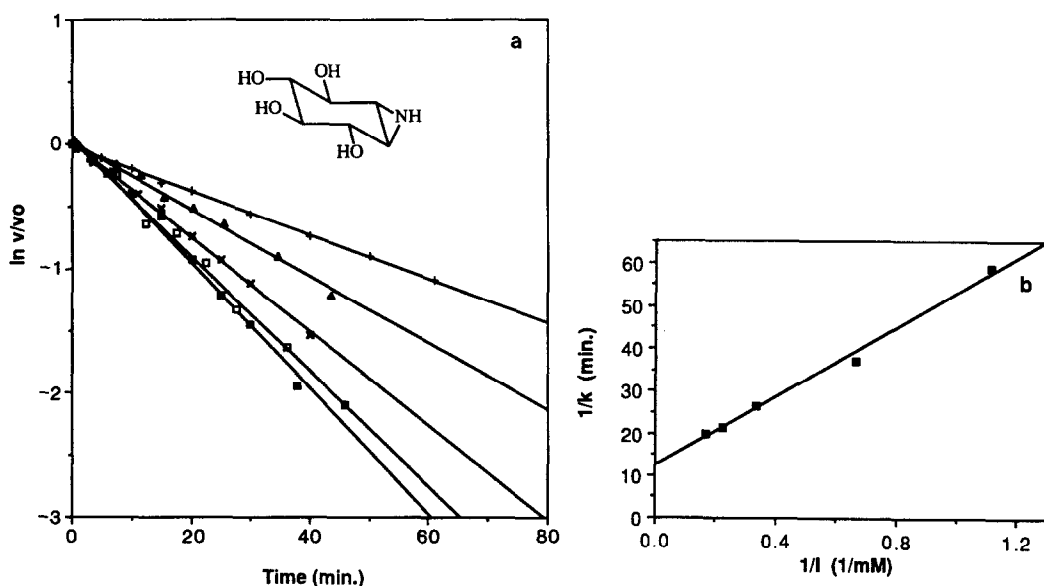 a
HO
OH
HO
NH
HO
ln v/vo
1
0
−1
−2
−3
0
20
40
60
80
Time (min.)
b
1/k (min.)
60
50
40
30
20
10
0
0.0
0.4
0.8
1.2
1/I (1/mM)